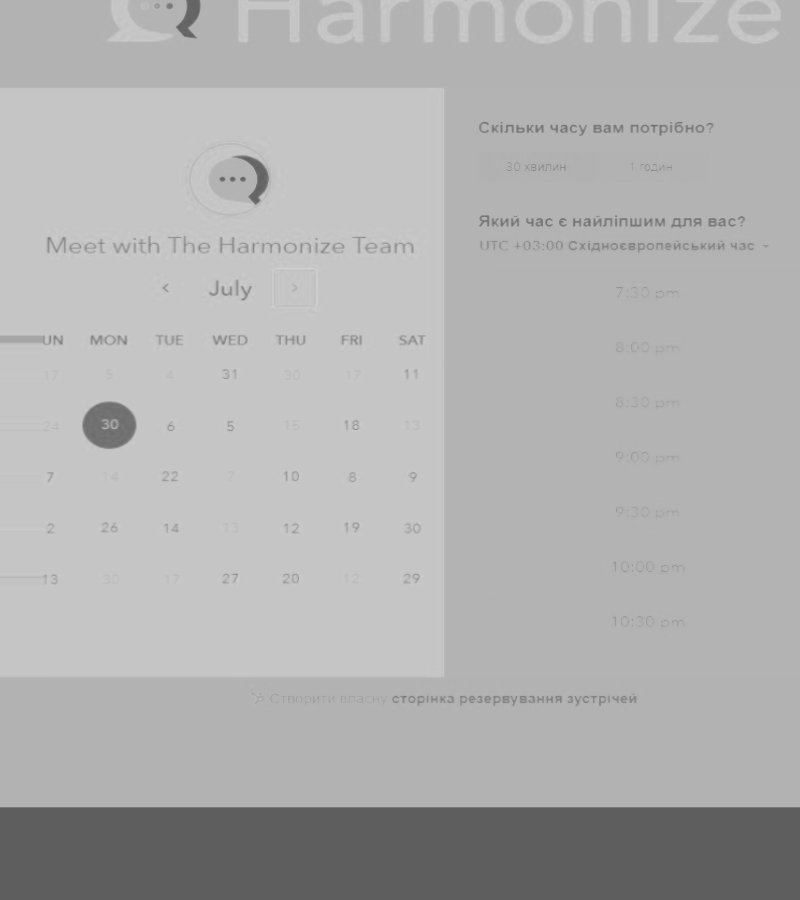 Harmonize
Meet with The Harmonize Team
July
UN MON TUE WED THU FRI SAT
17 5 4 31 30 17 11
24 30 6 5 15 18 13
7 14 22 7 10 8 9
2 26 14 13 12 19 30
13 30 17 27 20 12 29
Скільки часу вам потрібно?
30 хвилин 1 годин
Який час є найліпшим для вас?
UTC +03:00 Східноєвропейський час
7:30 pm
8:00 pm
8:30 pm
9:00 pm
9:30 pm
10:00 pm
10:30 pm
Створити власну сторінка резервування зустрічей